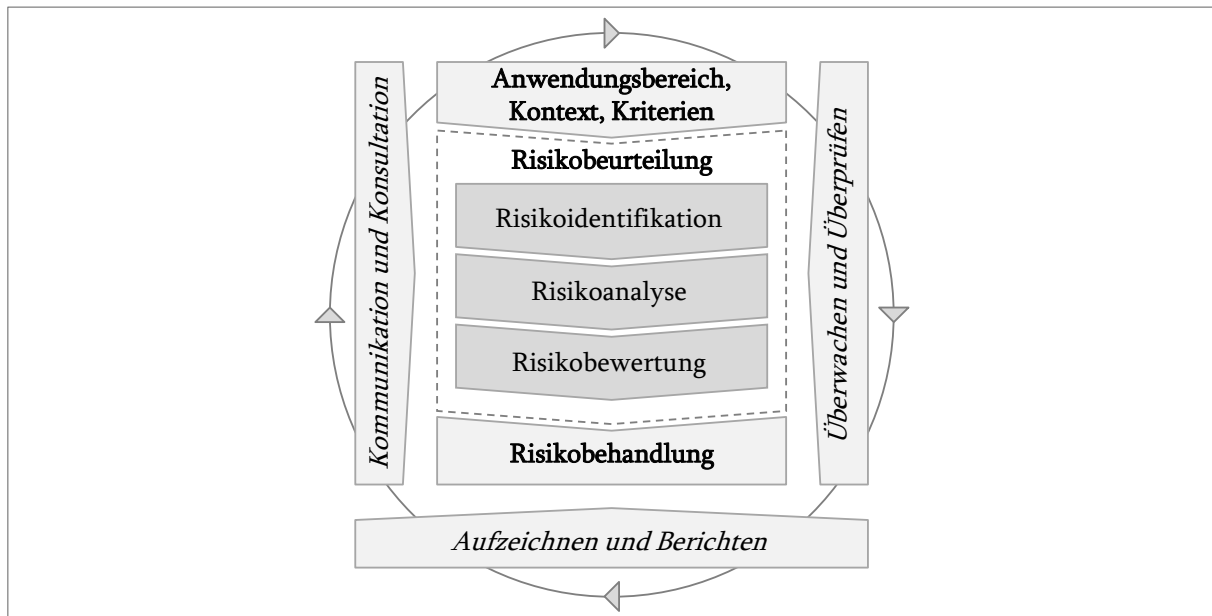 Anwendungsbereich,
Kontext, Kriterien
Kommunikation und Konsultation
Risikobeurteilung
Risikoidentifikation
Risikoanalyse
Risikobewertung
Risikobehandlung
Überwachen und Überprüfen
Aufzeichnen und Berichten